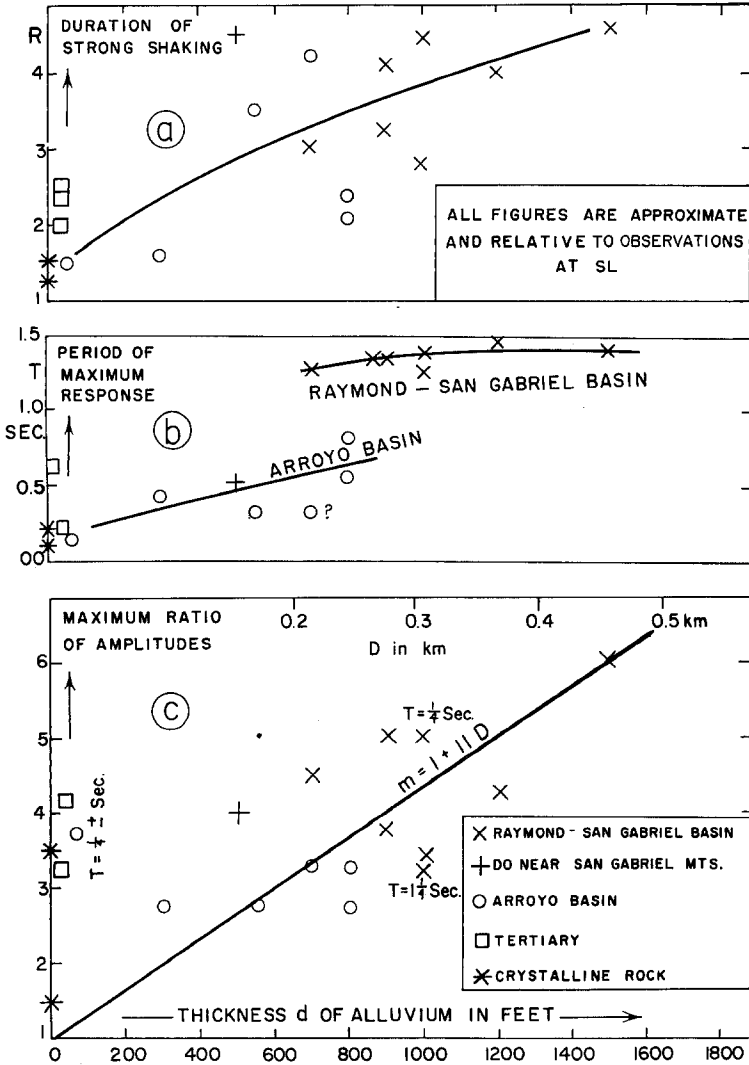 R
DURATION OF
STRONG SHAKING
4
a
3
2
1
ALL FIGURES ARE APPROXIMATE
AND RELATIVE TO OBSERVATIONS
AT SL
1.5
T
1.0
SEC.
0.5
00
PERIOD OF
MAXIMUM
RESPONSE
b
RAYMOND – SAN GABRIEL BASIN
ARROYO BASIN
?
MAXIMUM RATIO
OF AMPLITUDES
0.2 0.3 0.4 0.5 km
D in km
6
5
4
3
2
1
c
T=1/4 Sec.
m = 1 + 11 D
T=1/4 ± Sec.
T=1 1/4 Sec.
× RAYMOND - SAN GABRIEL BASIN
+ DO NEAR SAN GABRIEL MTS.
○ ARROYO BASIN
□ TERTIARY
✳ CRYSTALLINE ROCK
THICKNESS d OF ALLUVIUM IN FEET →
0 200 400 600 800 1000 1200 1400 1600 1800